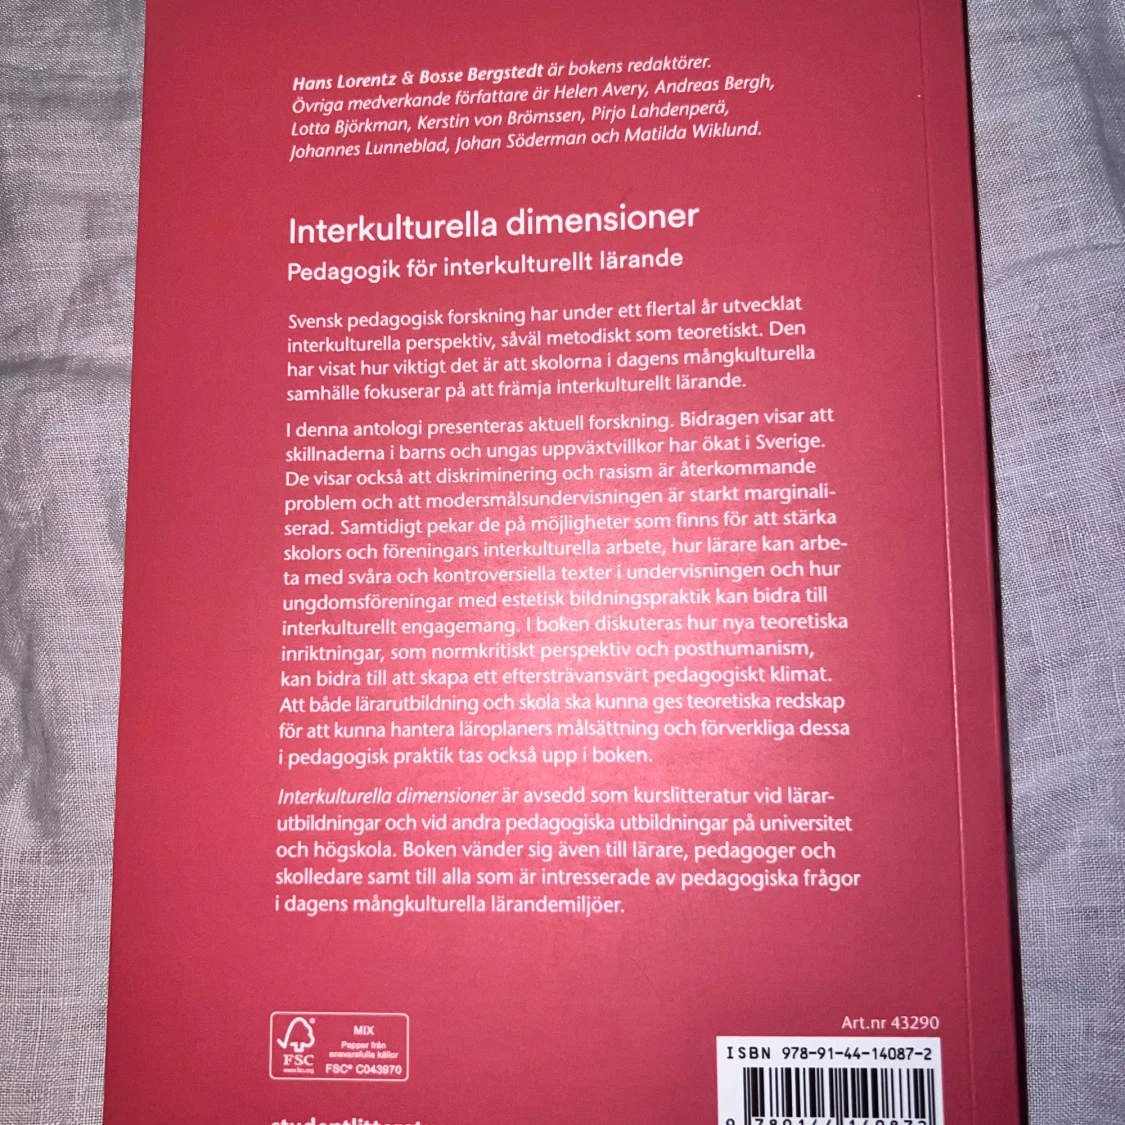 Hans Lorentz & Bosse Bergstedt är bokens redaktörer.
Övriga medverkande författare är Helen Avery, Andreas Bergh,
Lotta Björkman, Kerstin von Brömssen, Pirjo Lahdenperä,
Johannes Lunneblad, Johan Söderman och Matilda Wiklund.
Interkulturella dimensioner
Pedagogik för interkulturellt lärande
Svensk pedagogisk forskning har under ett flertal år utvecklat
interkulturella perspektiv, såväl metodiskt som teoretiskt. Den
har visat hur viktigt det är att skolorna i dagens mångkulturella
samhälle fokuserar på att främja interkulturellt lärande.
I denna antologi presenteras aktuell forskning. Bidragen visar att
skillnaderna i barns och ungas uppväxtvillkor har ökat i Sverige.
De visar också att diskriminering och rasism är återkommande
problem och att modersmålsundervisningen är starkt marginali-
serad. Samtidigt pekar de på möjligheter som finns för att stärka
skolors och föreningars interkulturella arbete, hur lärare kan arbe-
ta med svåra och kontroversiella texter i undervisningen och hur
ungdomsföreningar med estetisk bildningspraktik kan bidra till
interkulturellt engagemang. I boken diskuteras hur nya teoretiska
inriktningar, som normkritiskt perspektiv och posthumanism,
kan bidra till att skapa ett eftersträvansvärt pedagogiskt klimat.
Att både lärarutbildning och skola ska kunna ges teoretiska redskap
för att kunna hantera läroplaners målsättning och förverkliga dessa
i pedagogisk praktik tas också upp i boken.
Interkulturella dimensioner är avsedd som kurslitteratur vid lärar-
utbildningar och vid andra pedagogiska utbildningar på universitet
och högskola. Boken vänder sig även till lärare, pedagoger och
skolledare samt till alla som är intresserade av pedagogiska frågor
i dagens mångkulturella lärandemiljöer.
FSC
www.fsc.org
MIX
Papper från
ansvarsfulla källor
FSC® C043970
Art.nr 43290
ISBN 978-91-44-14087-2